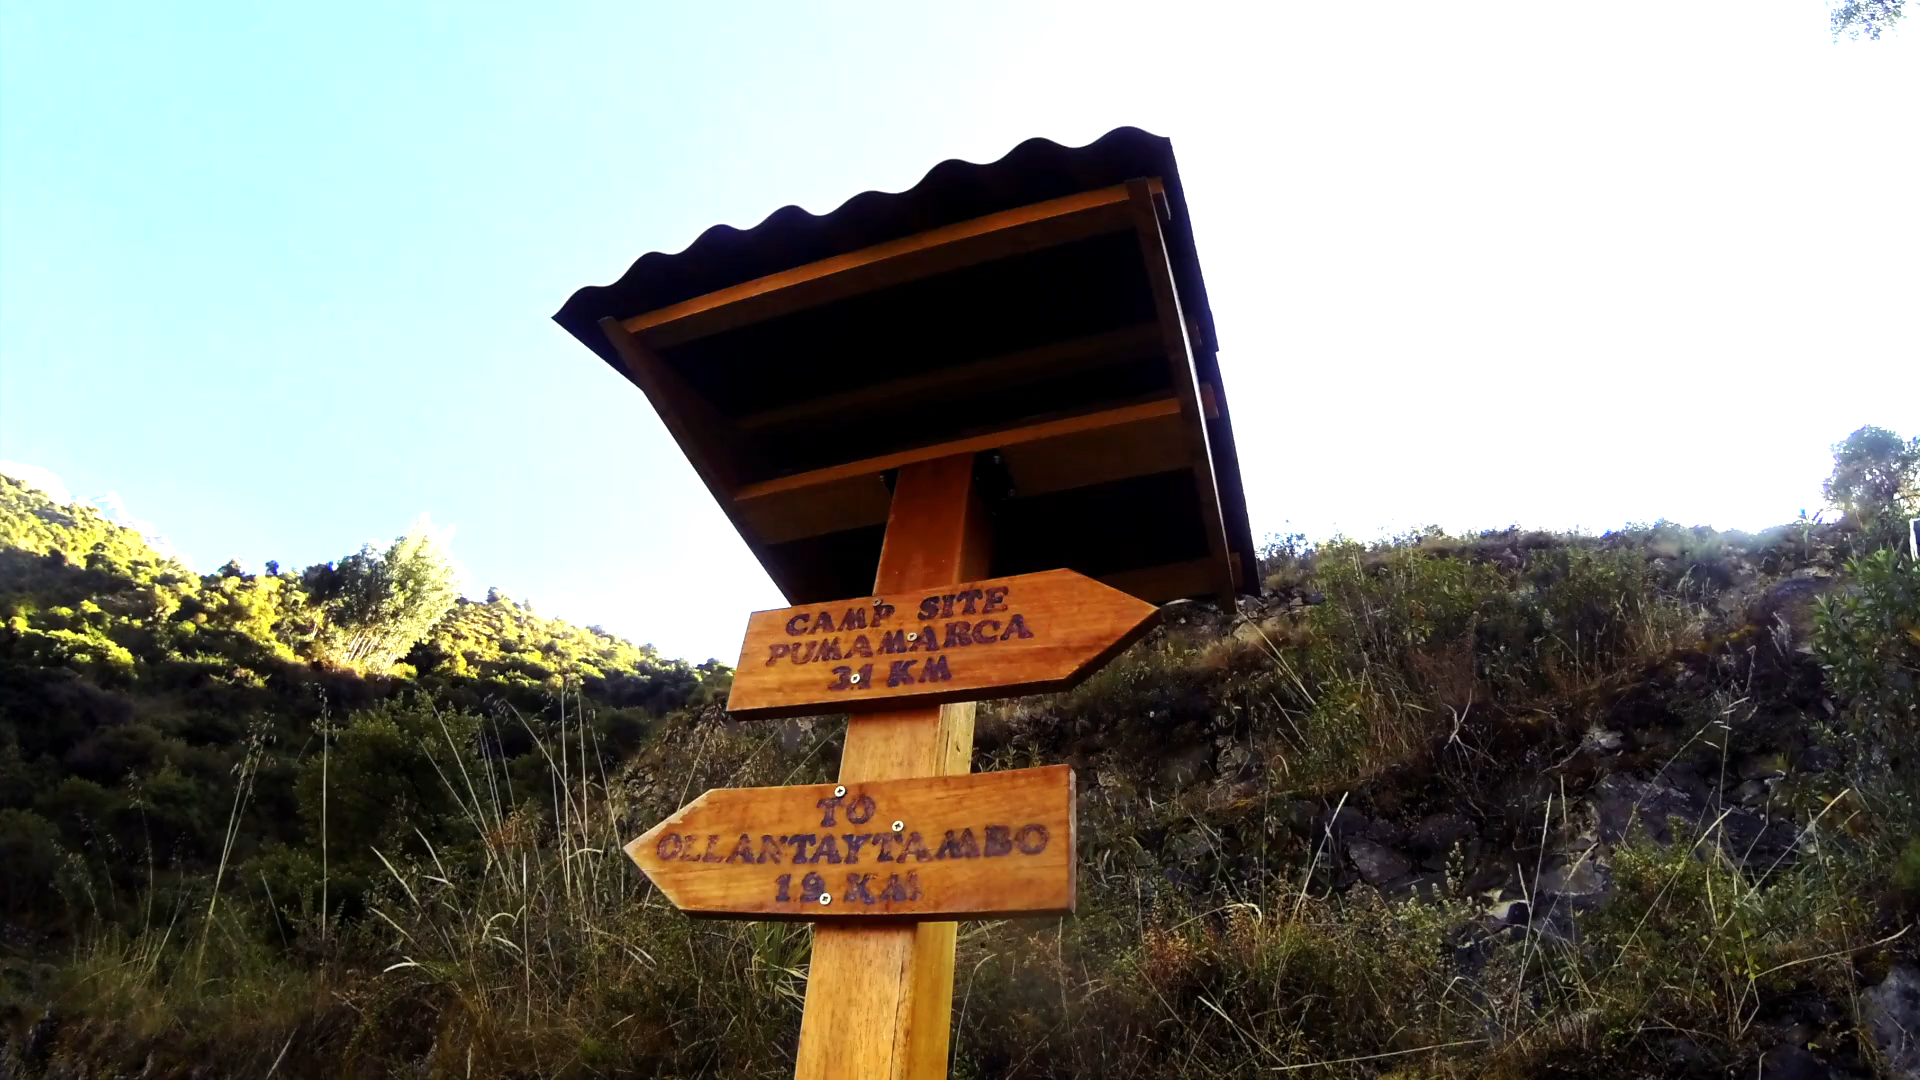 CAMP SITE
PUMAMARCA
3.1 KM
TO
OLLANTAYTAMBO
1.9 KM